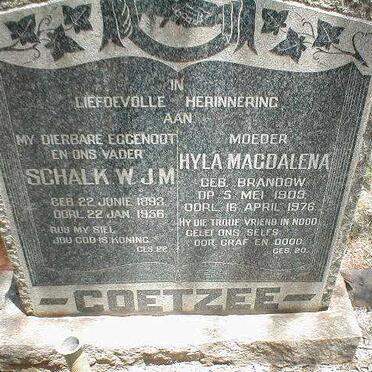 IN
LIEFDEVOLLE HERINNERING
AAN
MY DIERBARE EGGENOOT
EN ONS VADER
SCHALK W.J.M
GEB. 22 JUNIE 1893
OORL. 22 JAN. 1956
RUS MY SIEL
JOU GOD IS KONING.
GES. 22
MOEDER
HYLA MAGDALENA
GEB. BRANDOW
OP 5 MEI 1909
OORL. 16 APRIL 1976
HY DIE TROUE VRIEND IN NOOD
GELEI ONS SELFS
OOR GRAF EN DOOD.
GES. 20.
COETZEE